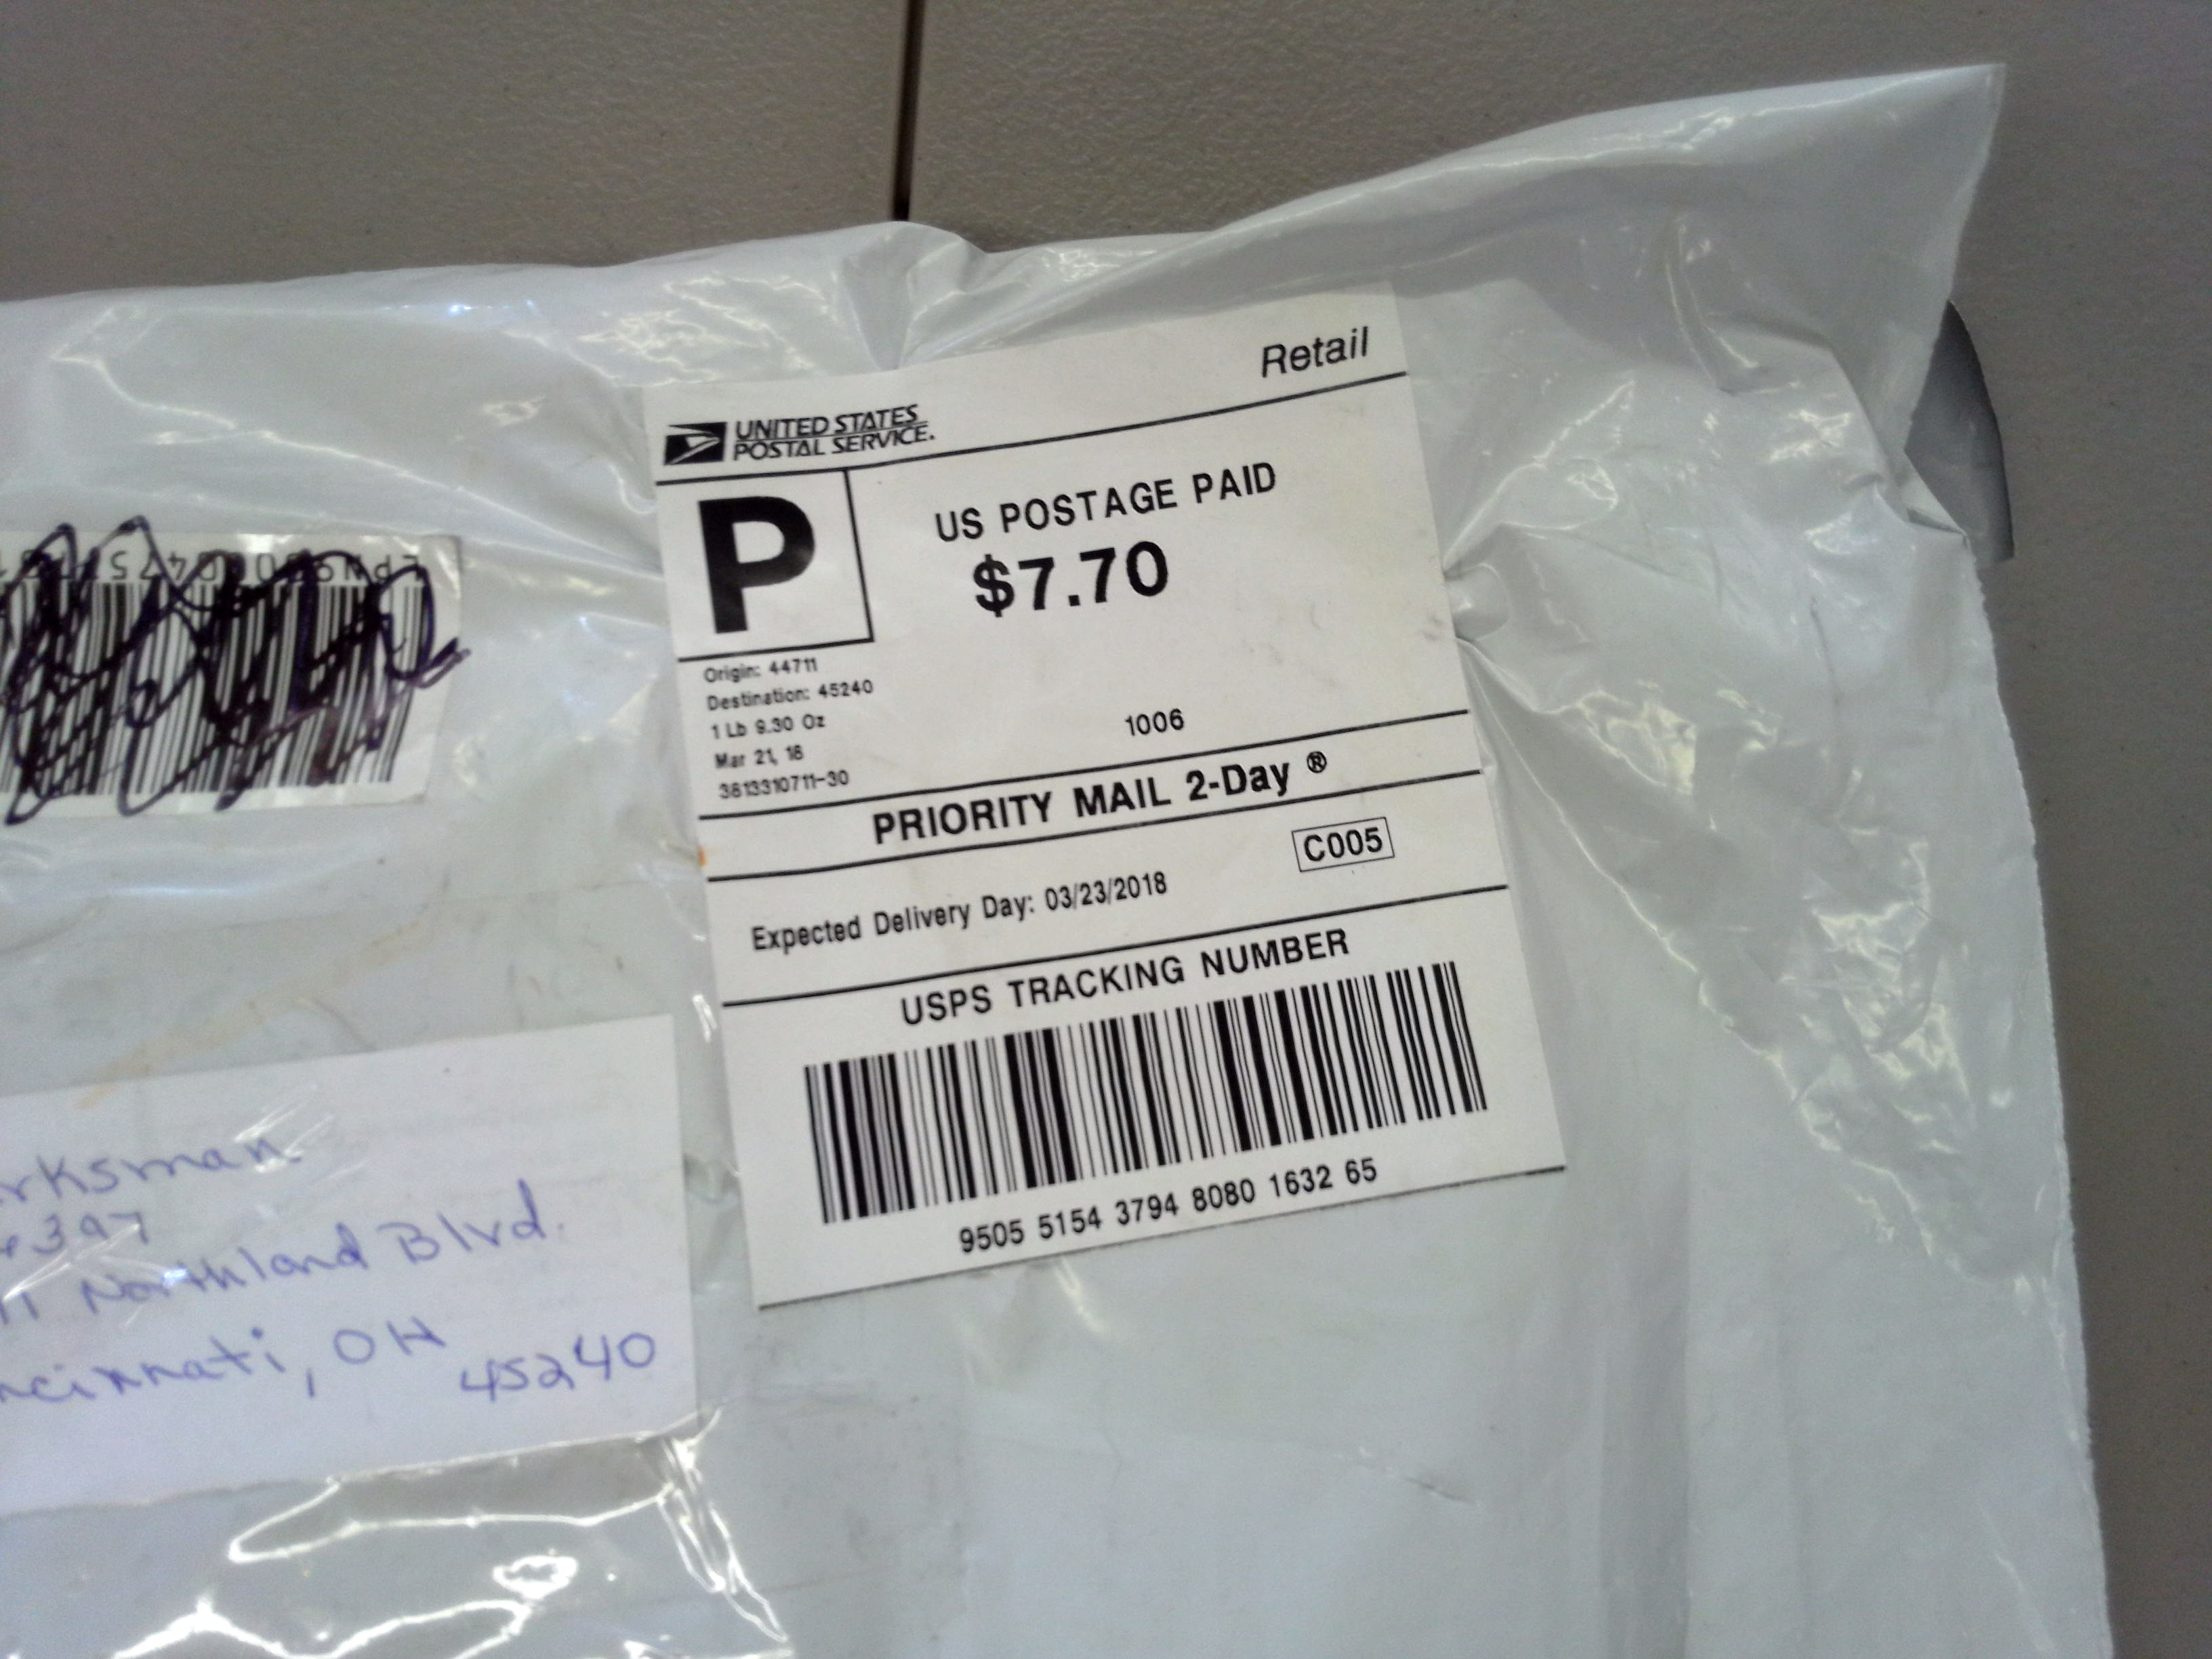 Retail
UNITED STATES
POSTAL SERVICE.
P
US POSTAGE PAID
$7.70
Origin: 44711
Destination: 45240
1 Lb 9.30 Oz
Mar 21, 18
3813310711-30
1006
PRIORITY MAIL 2-Day ®
C005
Expected Delivery Day: 03/23/2018
USPS TRACKING NUMBER
9505 5154 3794 8080 1632 65
rksman
397
Northland Blvd.
ncinnati, OH
45240